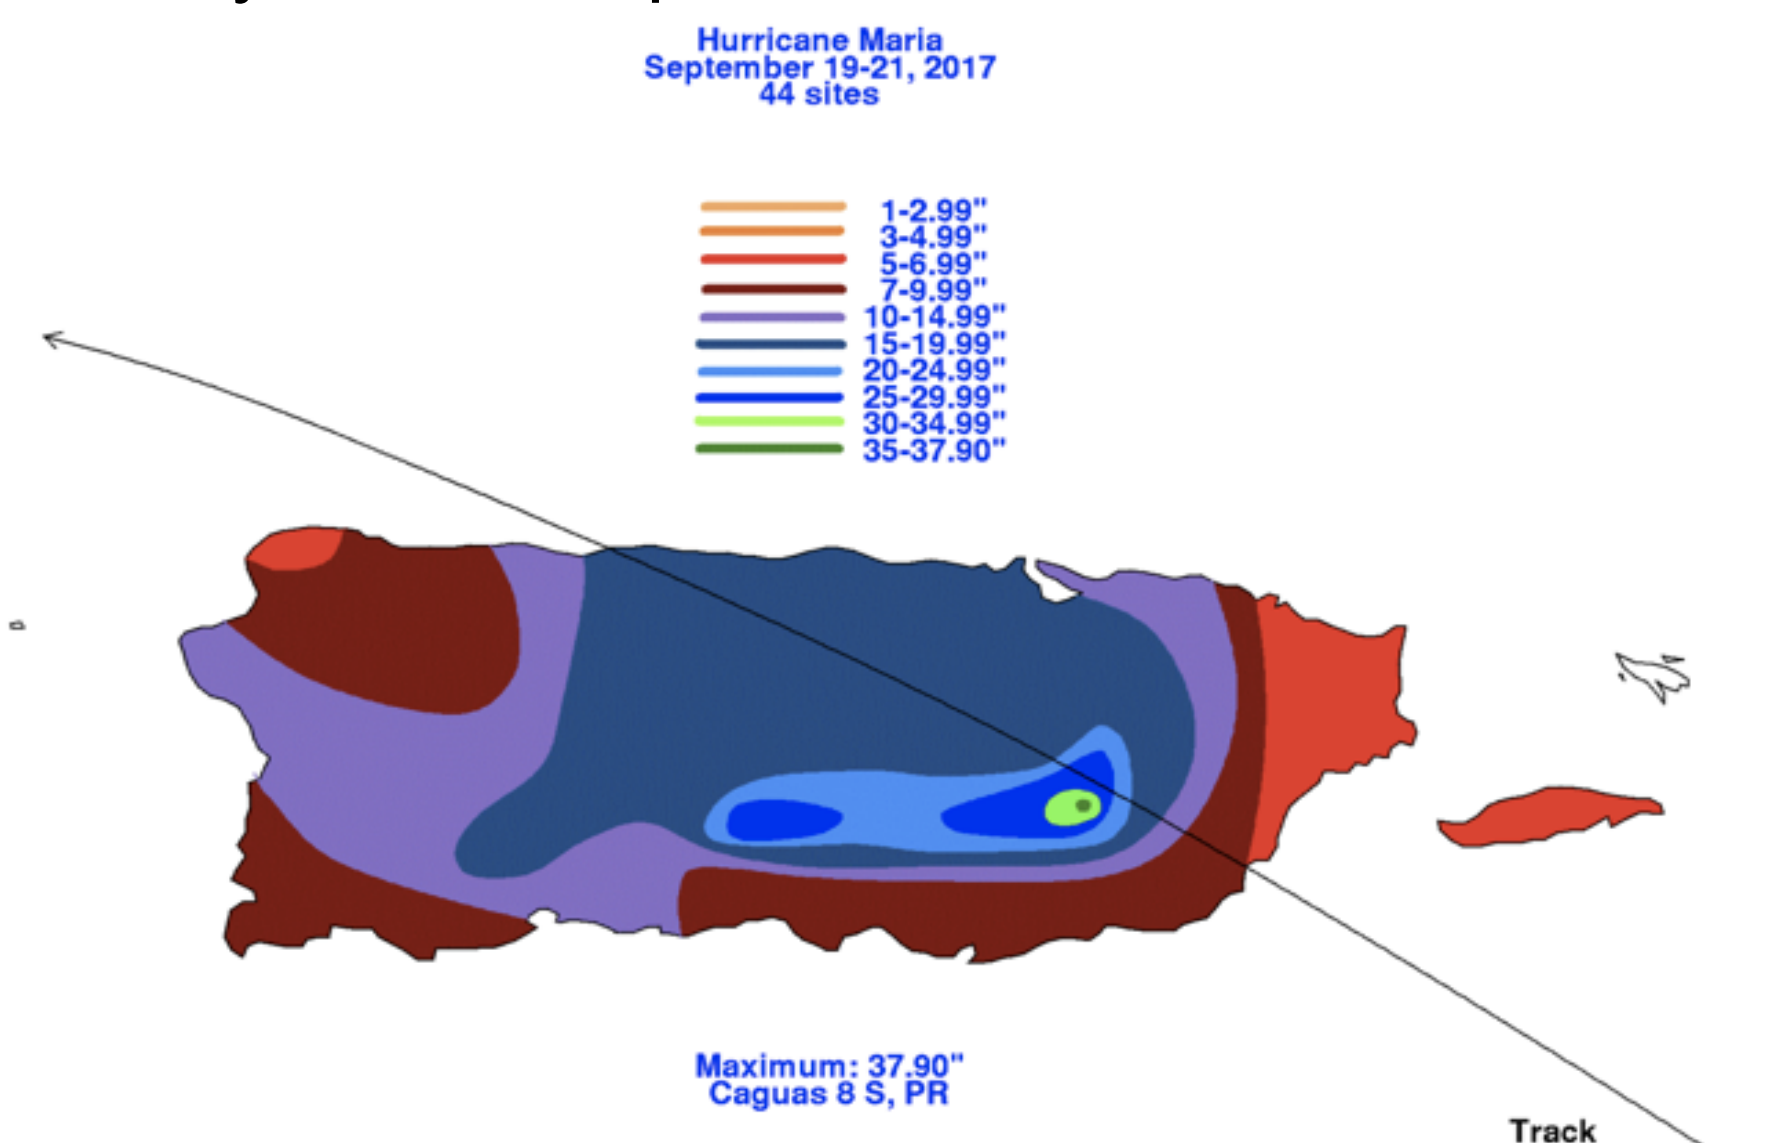 Hurricane Maria
September 19-21, 2017
44 sites
1-2.99"
3-4.99"
5-6.99"
7-9.99"
10-14.99"
15-19.99"
20-24.99"
25-29.99"
30-34.99"
35-37.90"
Maximum: 37.90"
Caguas 8 S, PR
Track